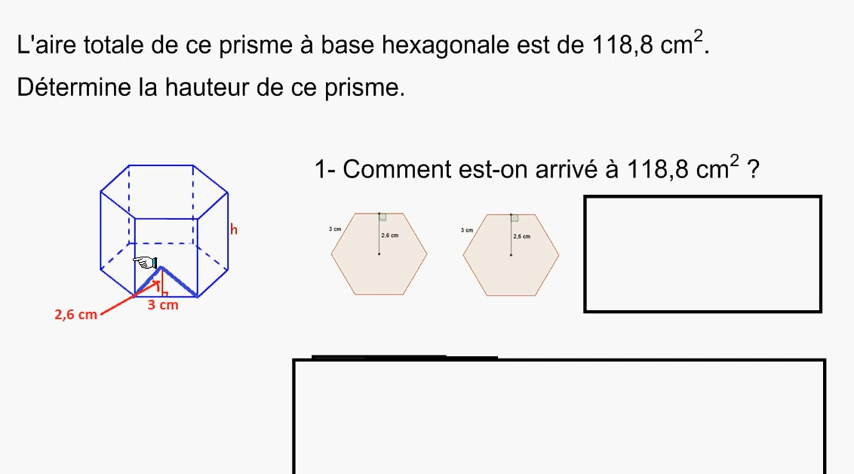 L'aire totale de ce prisme à base hexagonale est de 118,8 cm².
Détermine la hauteur de ce prisme.
1- Comment est-on arrivé à 118,8 cm² ?
3 cm
2,6 cm
3 cm
2,6 cm
h
3 cm
2,6 cm